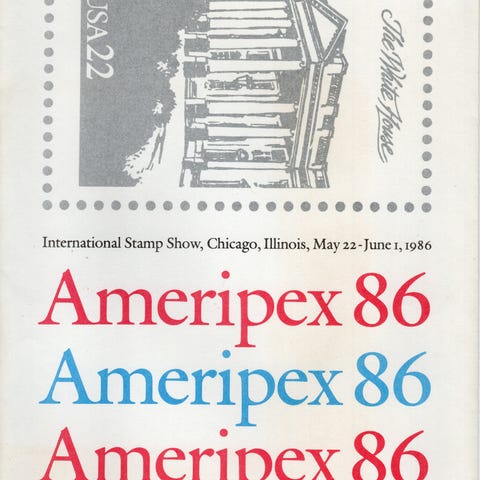 USA 22
The White House
International Stamp Show, Chicago, Illinois, May 22-June 1, 1986
Ameripex 86
Ameripex 86
Ameripex 86